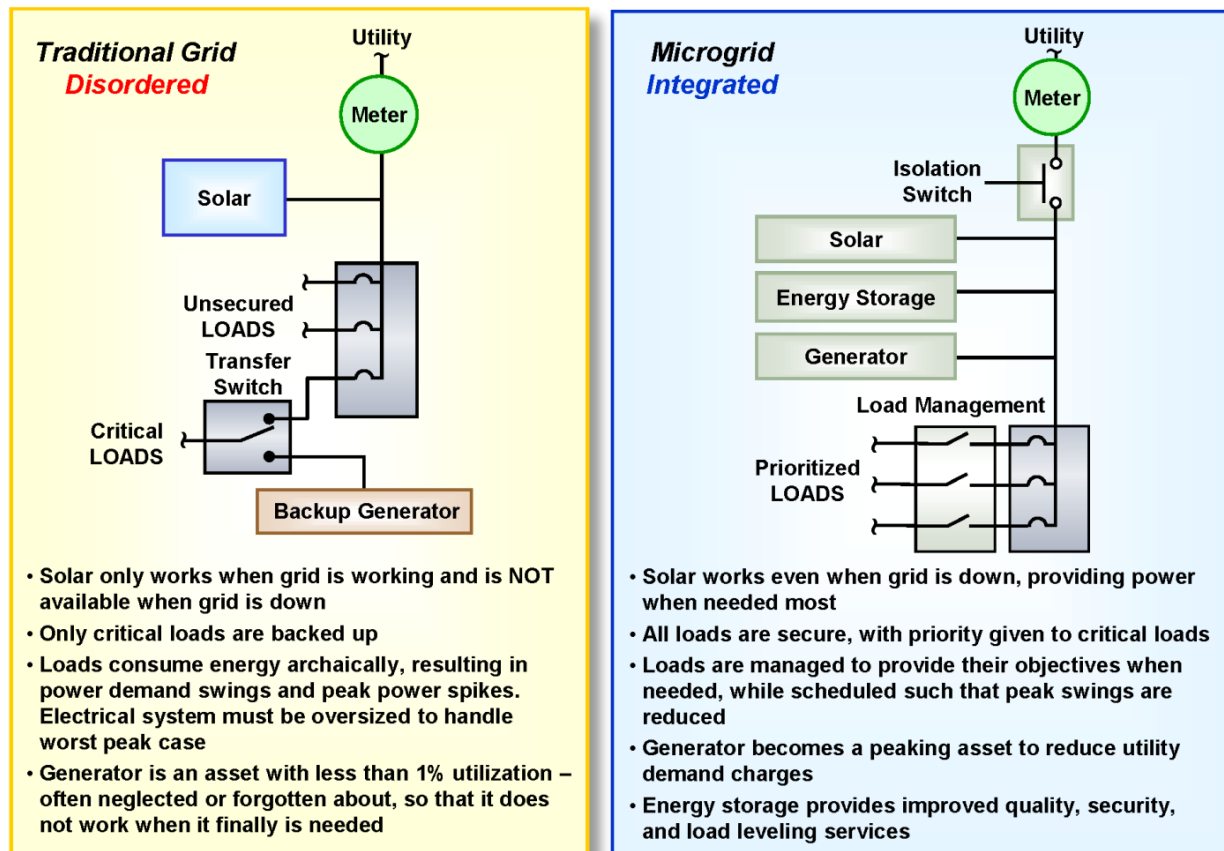 Traditional Grid
Disordered
Utility
Meter
Solar
Unsecured
LOADS
Transfer
Switch
Critical
LOADS
Backup Generator
• Solar only works when grid is working and is NOT
available when grid is down
• Only critical loads are backed up
• Loads consume energy archaically, resulting in
power demand swings and peak power spikes.
Electrical system must be oversized to handle
worst peak case
• Generator is an asset with less than 1% utilization –
often neglected or forgotten about, so that it does
not work when it finally is needed
Microgrid
Integrated
Utility
Meter
Isolation
Switch
Solar
Energy Storage
Generator
Load Management
Prioritized
LOADS
• Solar works even when grid is down, providing power
when needed most
• All loads are secure, with priority given to critical loads
• Loads are managed to provide their objectives when
needed, while scheduled such that peak swings are
reduced
• Generator becomes a peaking asset to reduce utility
demand charges
• Energy storage provides improved quality, security,
and load leveling services